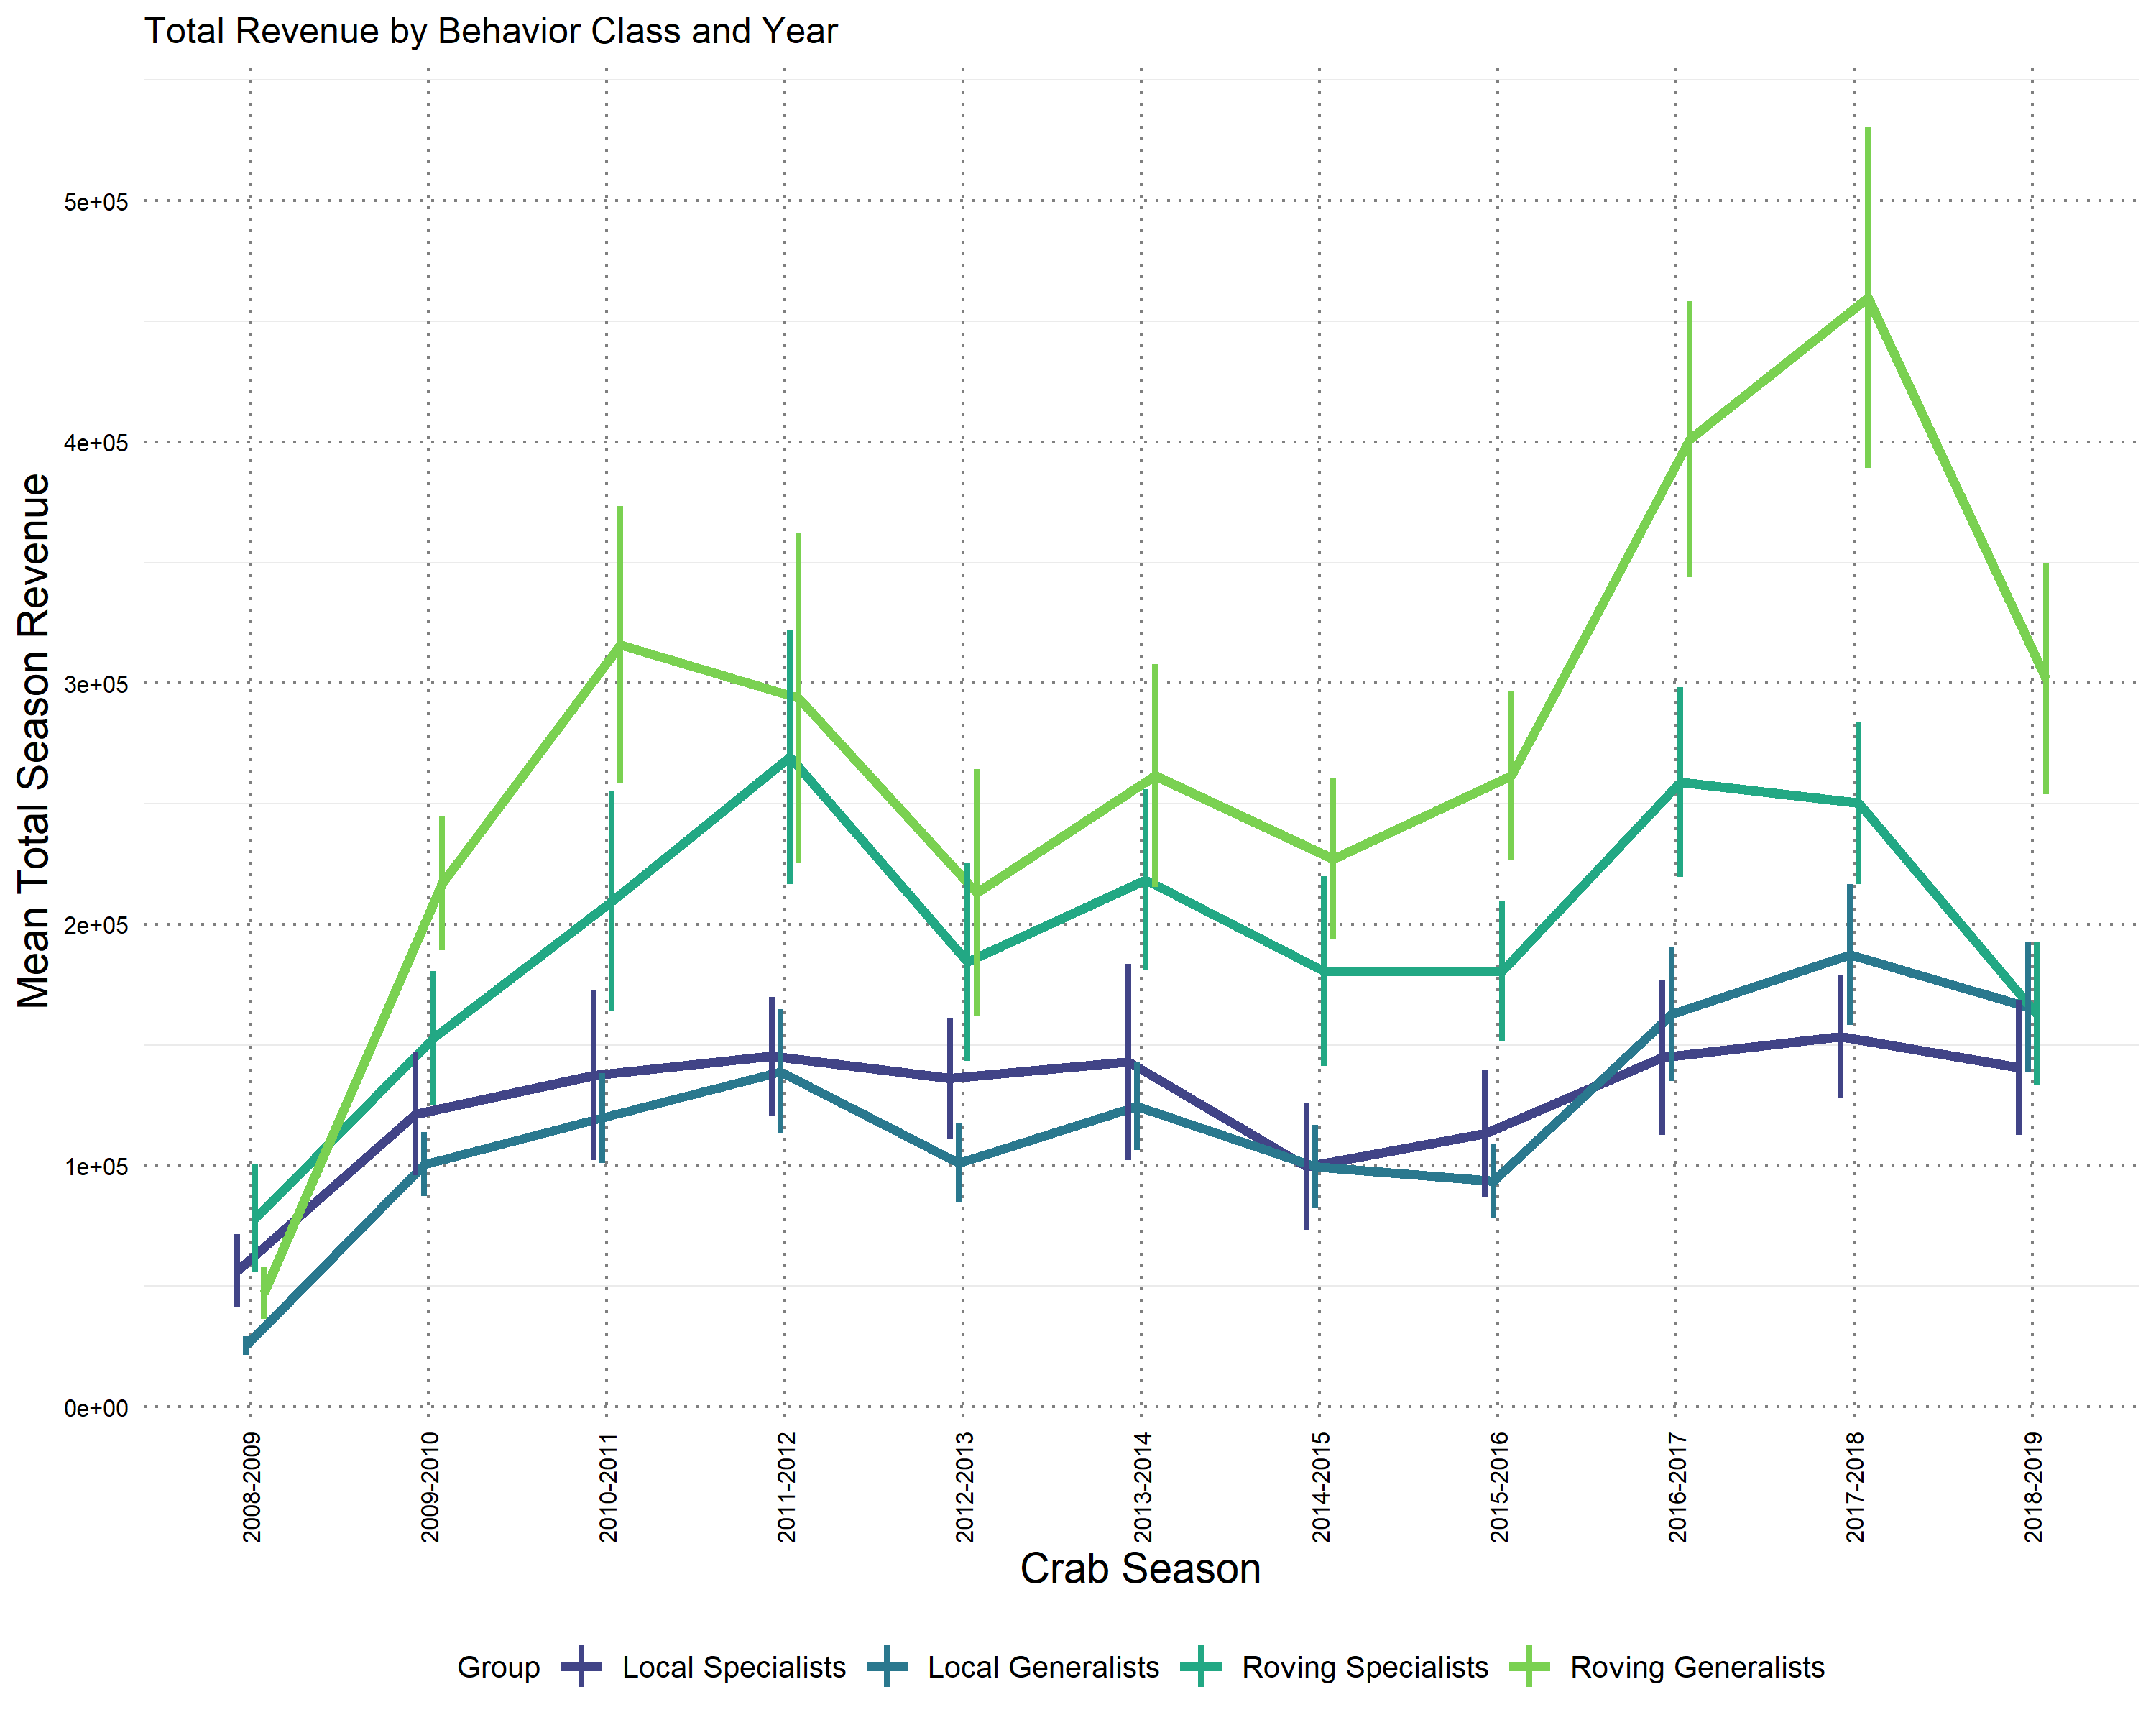 Total Revenue by Behavior Class and Year
Mean Total Season Revenue
5e+05
4e+05
3e+05
2e+05
1e+05
0e+00
2008-2009
2009-2010
2010-2011
2011-2012
2012-2013
2013-2014
2014-2015
2015-2016
2016-2017
2017-2018
2018-2019
Crab Season
Group Local Specialists Local Generalists Roving Specialists Roving Generalists